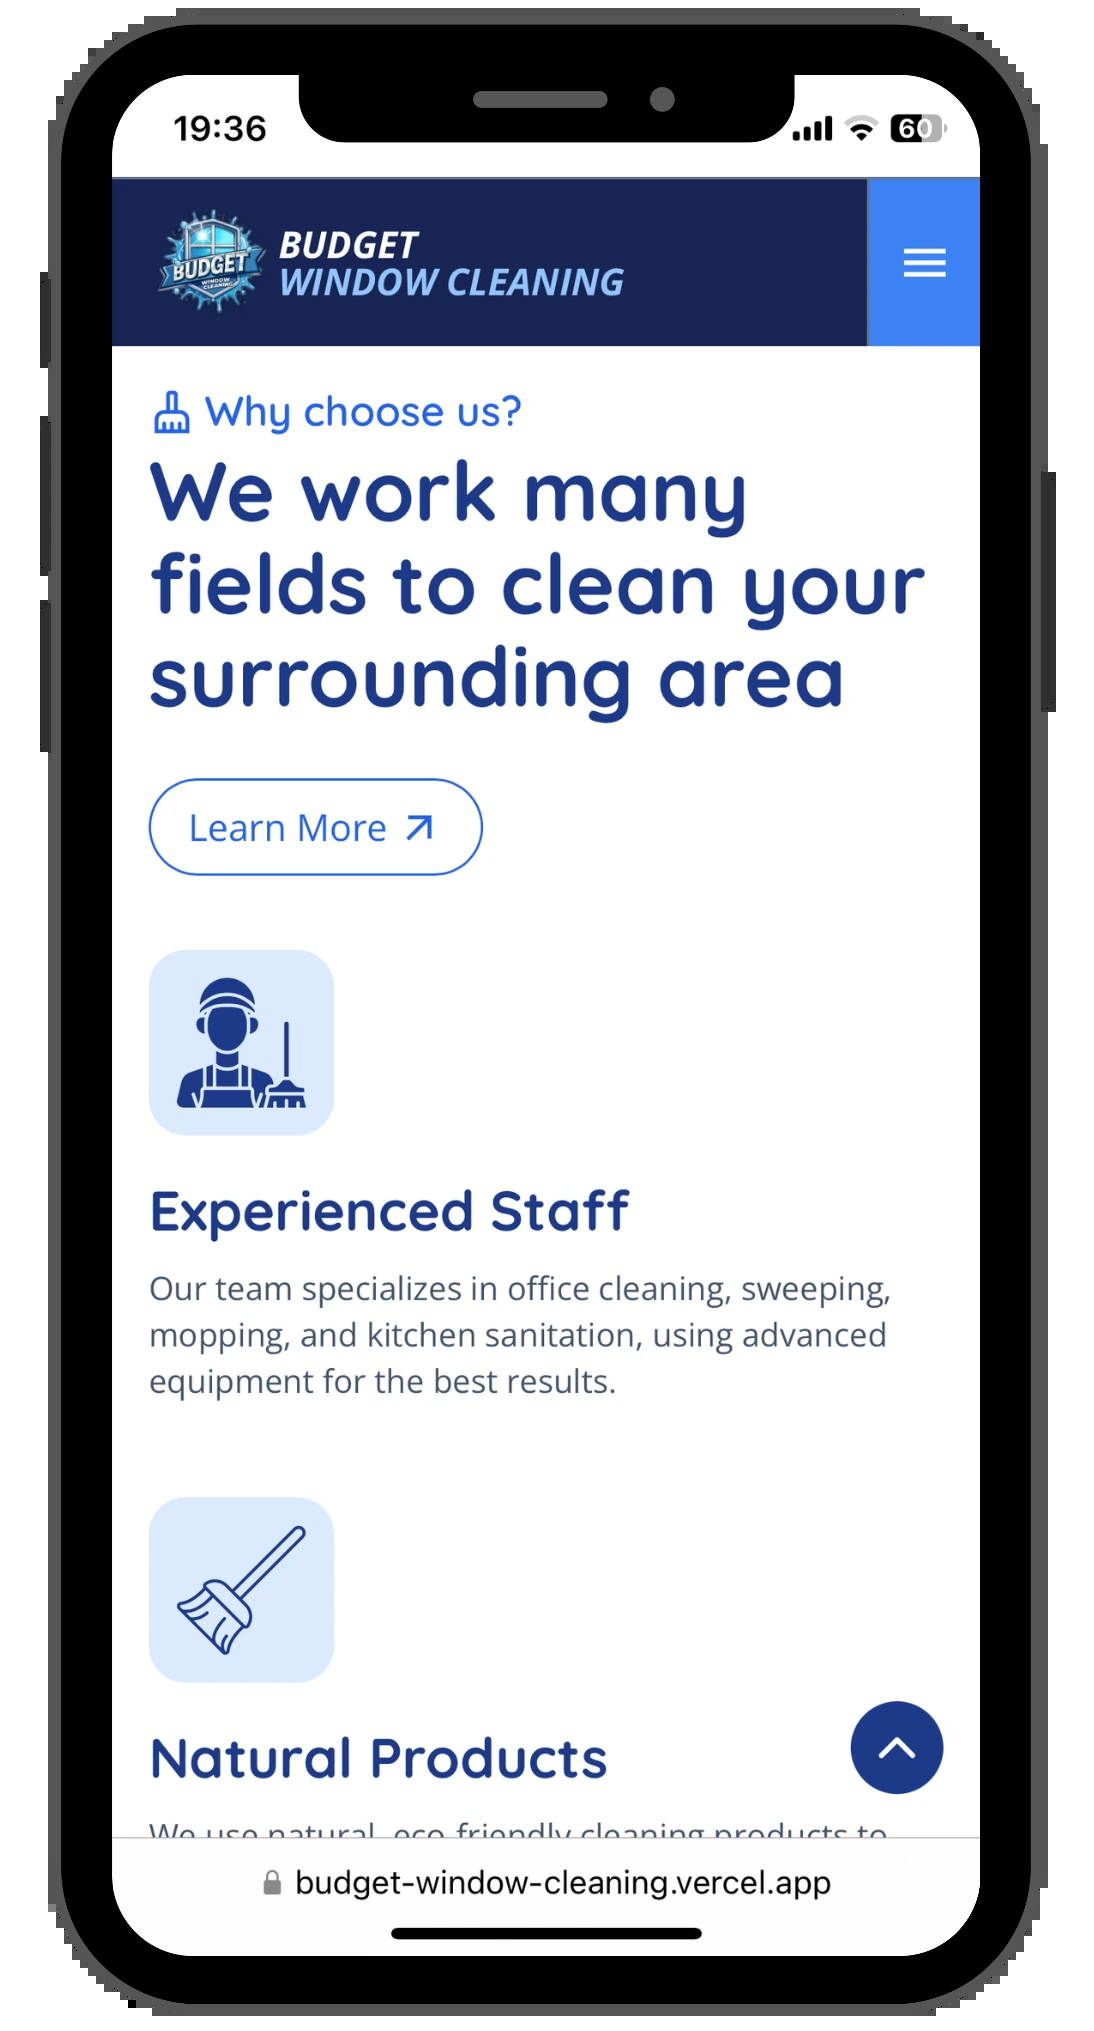 19:36
60
BUDGET
WINDOW
CLEANING
BUDGET
WINDOW CLEANING
Why choose us?
We work many
fields to clean your
surrounding area
Learn More
Experienced Staff
Our team specializes in office cleaning, sweeping,
mopping, and kitchen sanitation, using advanced
equipment for the best results.
Natural Products
We use natural, eco-friendly cleaning products to
budget-window-cleaning.vercel.app